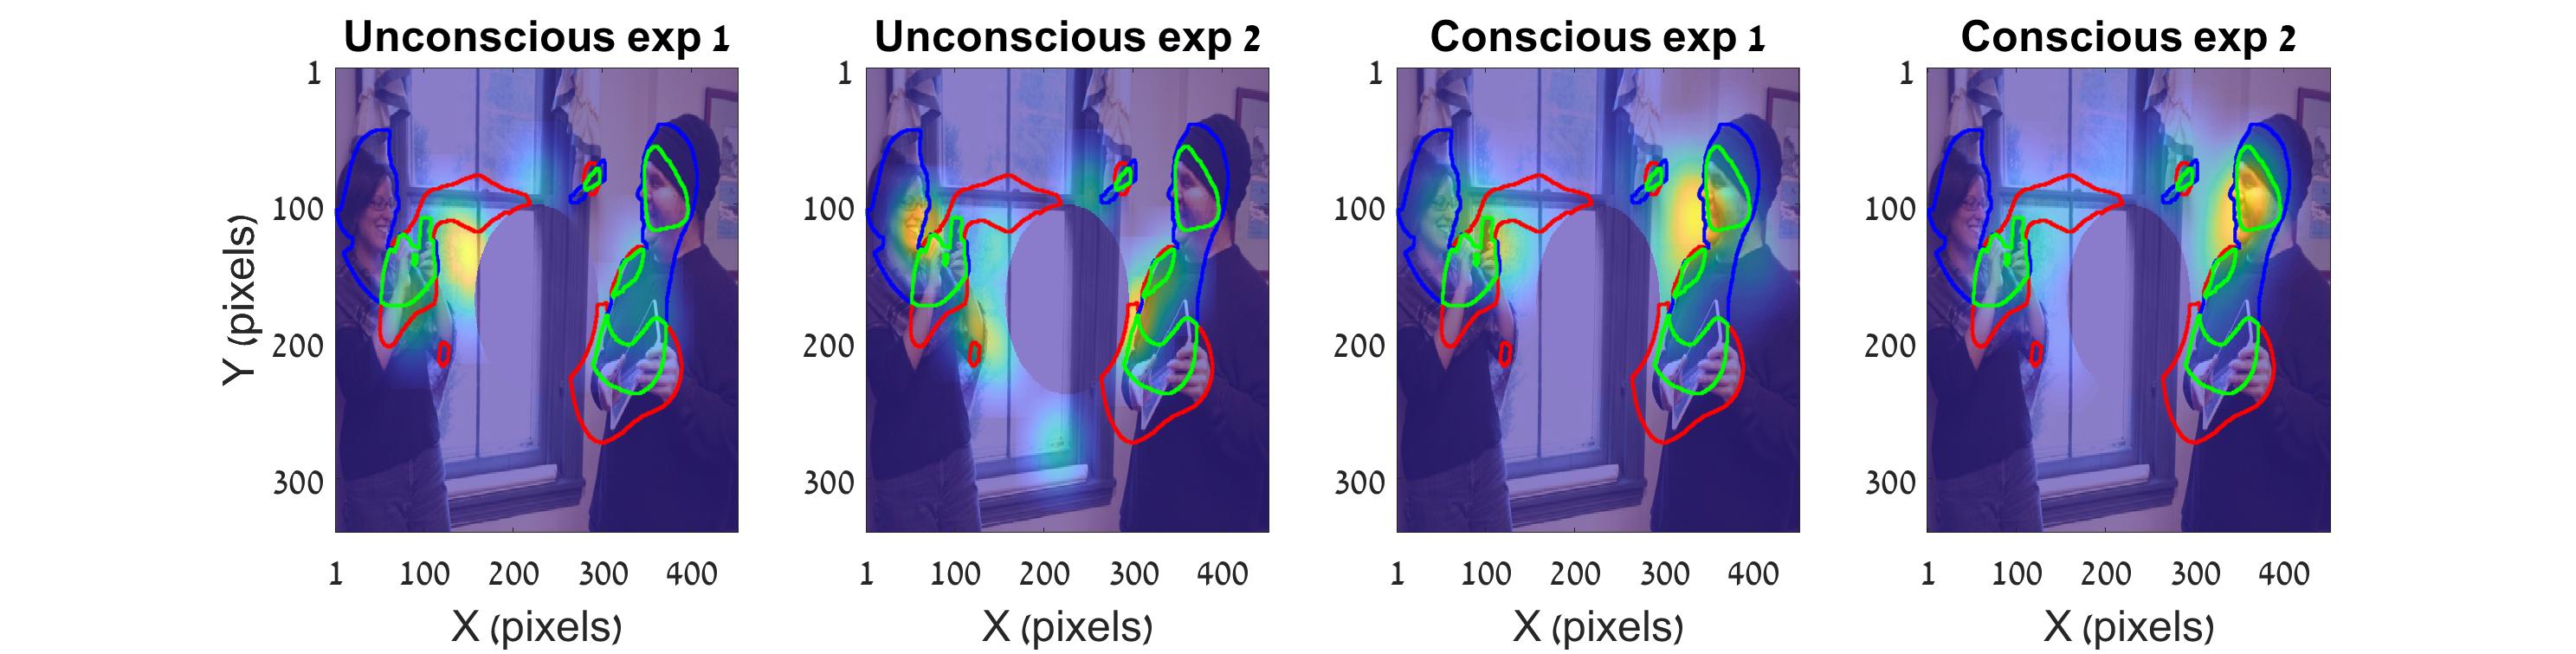 Unconscious exp 1 Unconscious exp 2 Conscious exp 1 Conscious exp 2
1 1 1 1
100 100 100 100
Y (pixels)
200 200 200 200
300 300 300 300
1 100 200 300 400 1 100 200 300 400 1 100 200 300 400 1 100 200 300 400
X (pixels) X (pixels) X (pixels) X (pixels)